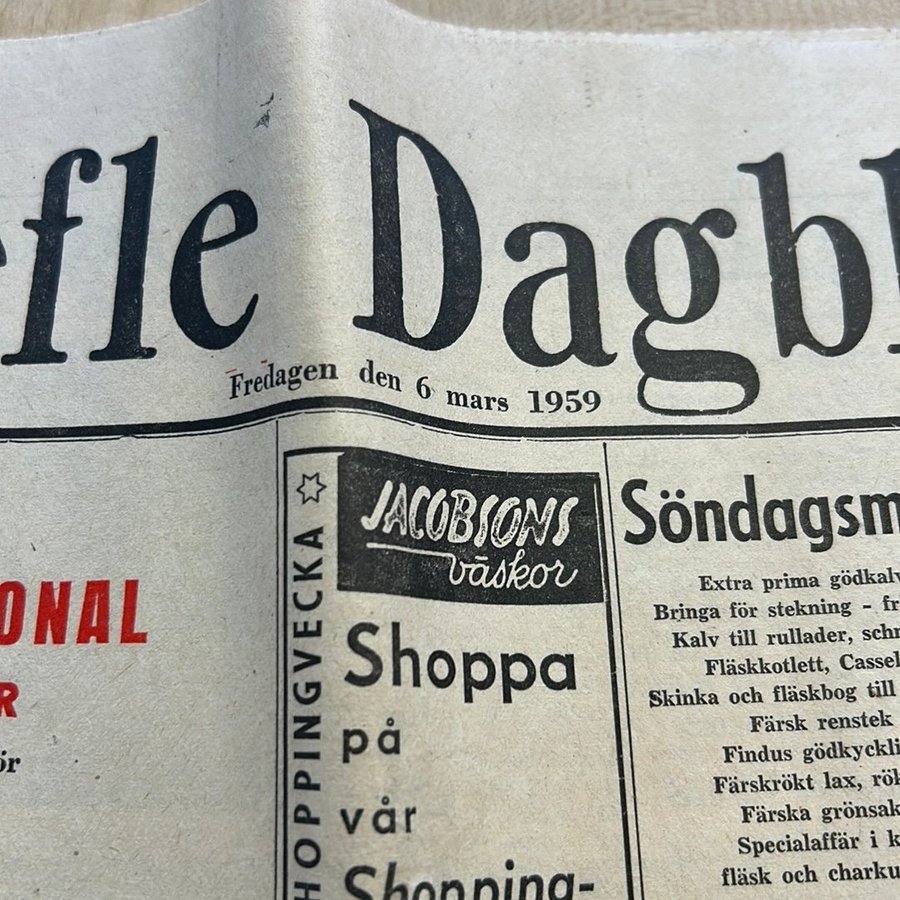 efle Dagbl
Fredagen den 6 mars 1959
ONAL
R
ör
HOPPINGVECKA
JACOBSONS
väskor
Shoppa
på
vår
Shopping-
Söndagsm
Extra prima gödkalv
Bringa för stekning - fr
Kalv till rullader, schn
Fläskkotlett, Cassel
Skinka och fläskbog till
Färsk renstek
Findus gödkyckli
Färskrökt lax, rök
Färska grönsak
Specialaffär i k
fläsk och charku